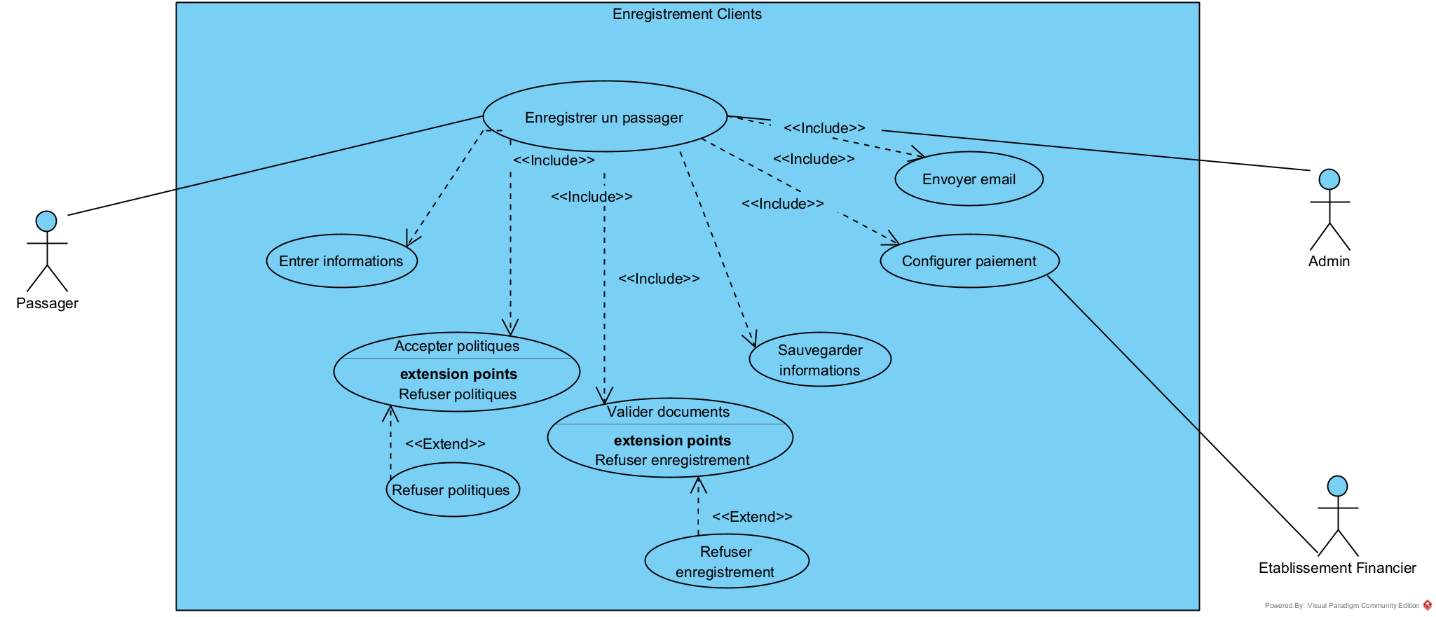 Enregistrement Clients
Enregistrer un passager
<<Include>>
<<Include>>
<<Include>>
Envoyer email
<<Include>>
<<Include>>
Passager
Entrer informations
Configurer paiement
Admin
<<Include>>
Accepter politiques
extension points
Refuser politiques
Sauvegarder
informations
Valider documents
extension points
Refuser enregistrement
<<Extend>>
Refuser politiques
<<Extend>>
Refuser
enregistrement
Etablissement Financier
Powered By: Visual Paradigm Community Edition